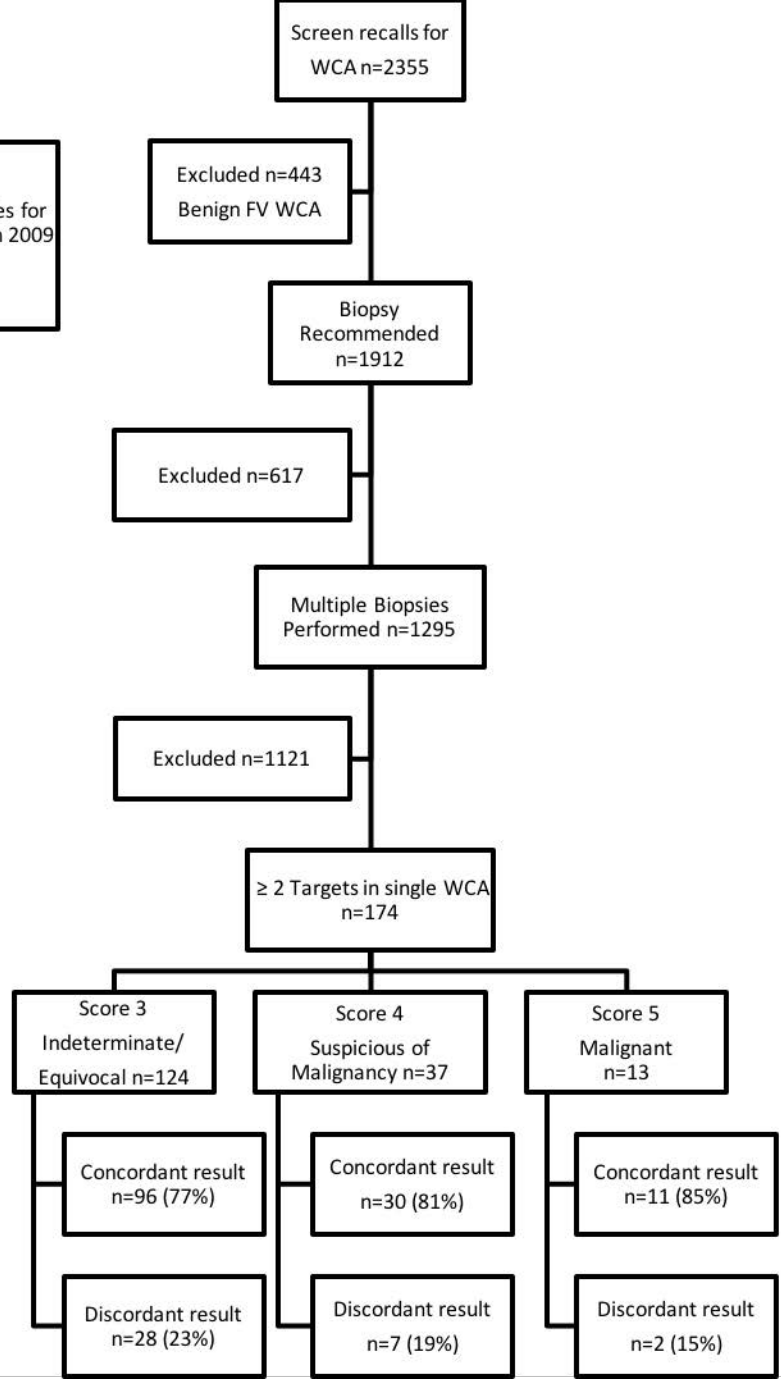 Screen recalls for
WCA n=2355
Excluded n=443
Benign FV WCA
es for
2009
Biopsy
Recommended
n=1912
Excluded n=617
Multiple Biopsies
Performed n=1295
Excluded n=1121
≥ 2 Targets in single WCA
n=174
Score 3
Indeterminate/
Equivocal n=124
Score 4
Suspicious of
Malignancy n=37
Score 5
Malignant
n=13
Concordant result
n=96 (77%)
Concordant result
n=30 (81%)
Concordant result
n=11 (85%)
Discordant result
n=28 (23%)
Discordant result
n=7 (19%)
Discordant result
n=2 (15%)